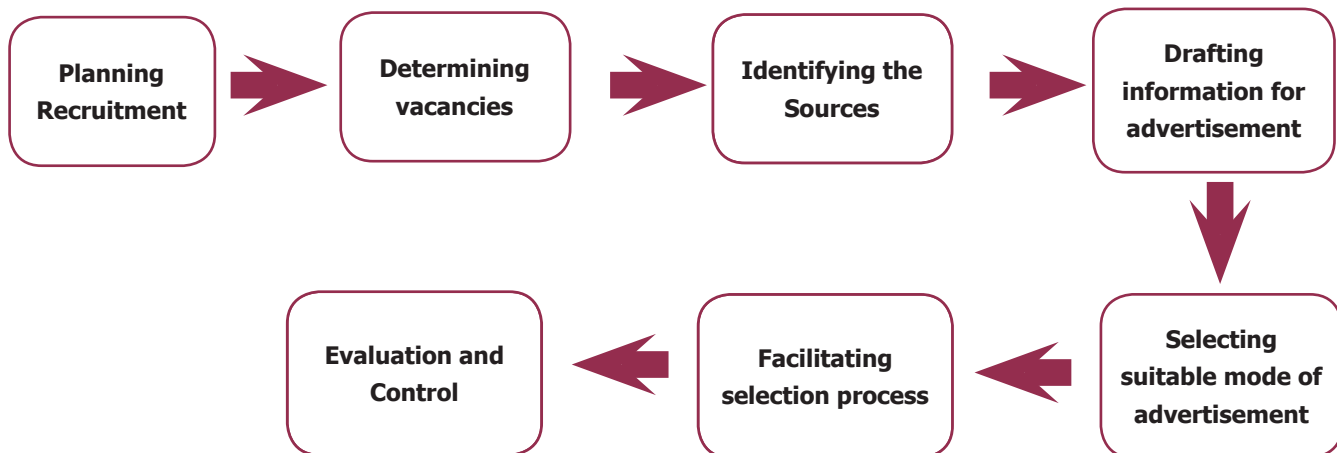 Planning
Recruitment
Determining
vacancies
Identifying the
Sources
Drafting
information for
advertisement
Selecting
suitable mode of
advertisement
Facilitating
selection process
Evaluation and
Control